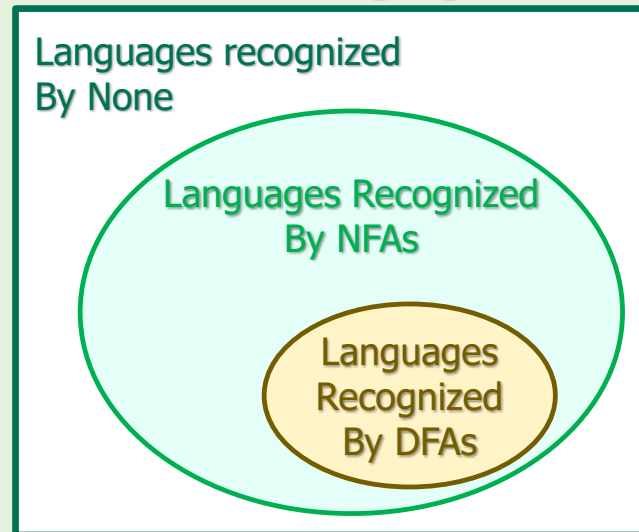 Languages recognized
By None
Languages Recognized
By NFAs
Languages
Recognized
By DFAs